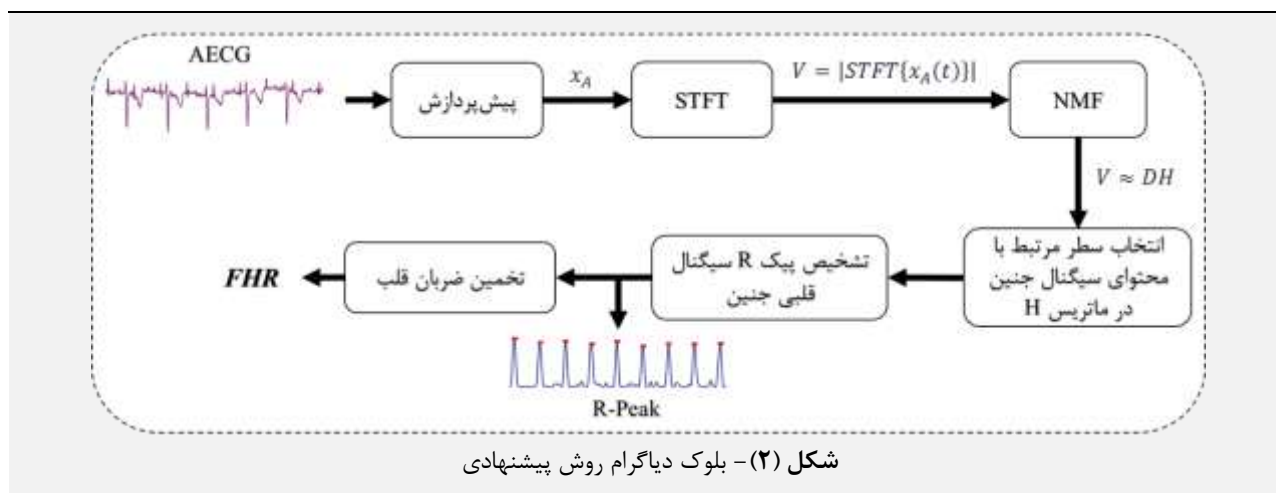 AECG
پیش‌پردازش
x_A
STFT
V = |STFT{x_A(t)}|
NMF
V ≈ DH
انتخاب سطر مرتبط با
محتوای سیگنال جنین
در ماتریس H
تشخیص پیک R سیگنال
قلبی جنین
R-Peak
تخمین ضربان قلب
FHR
شکل (۲)- بلوک دیاگرام روش پیشنهادی